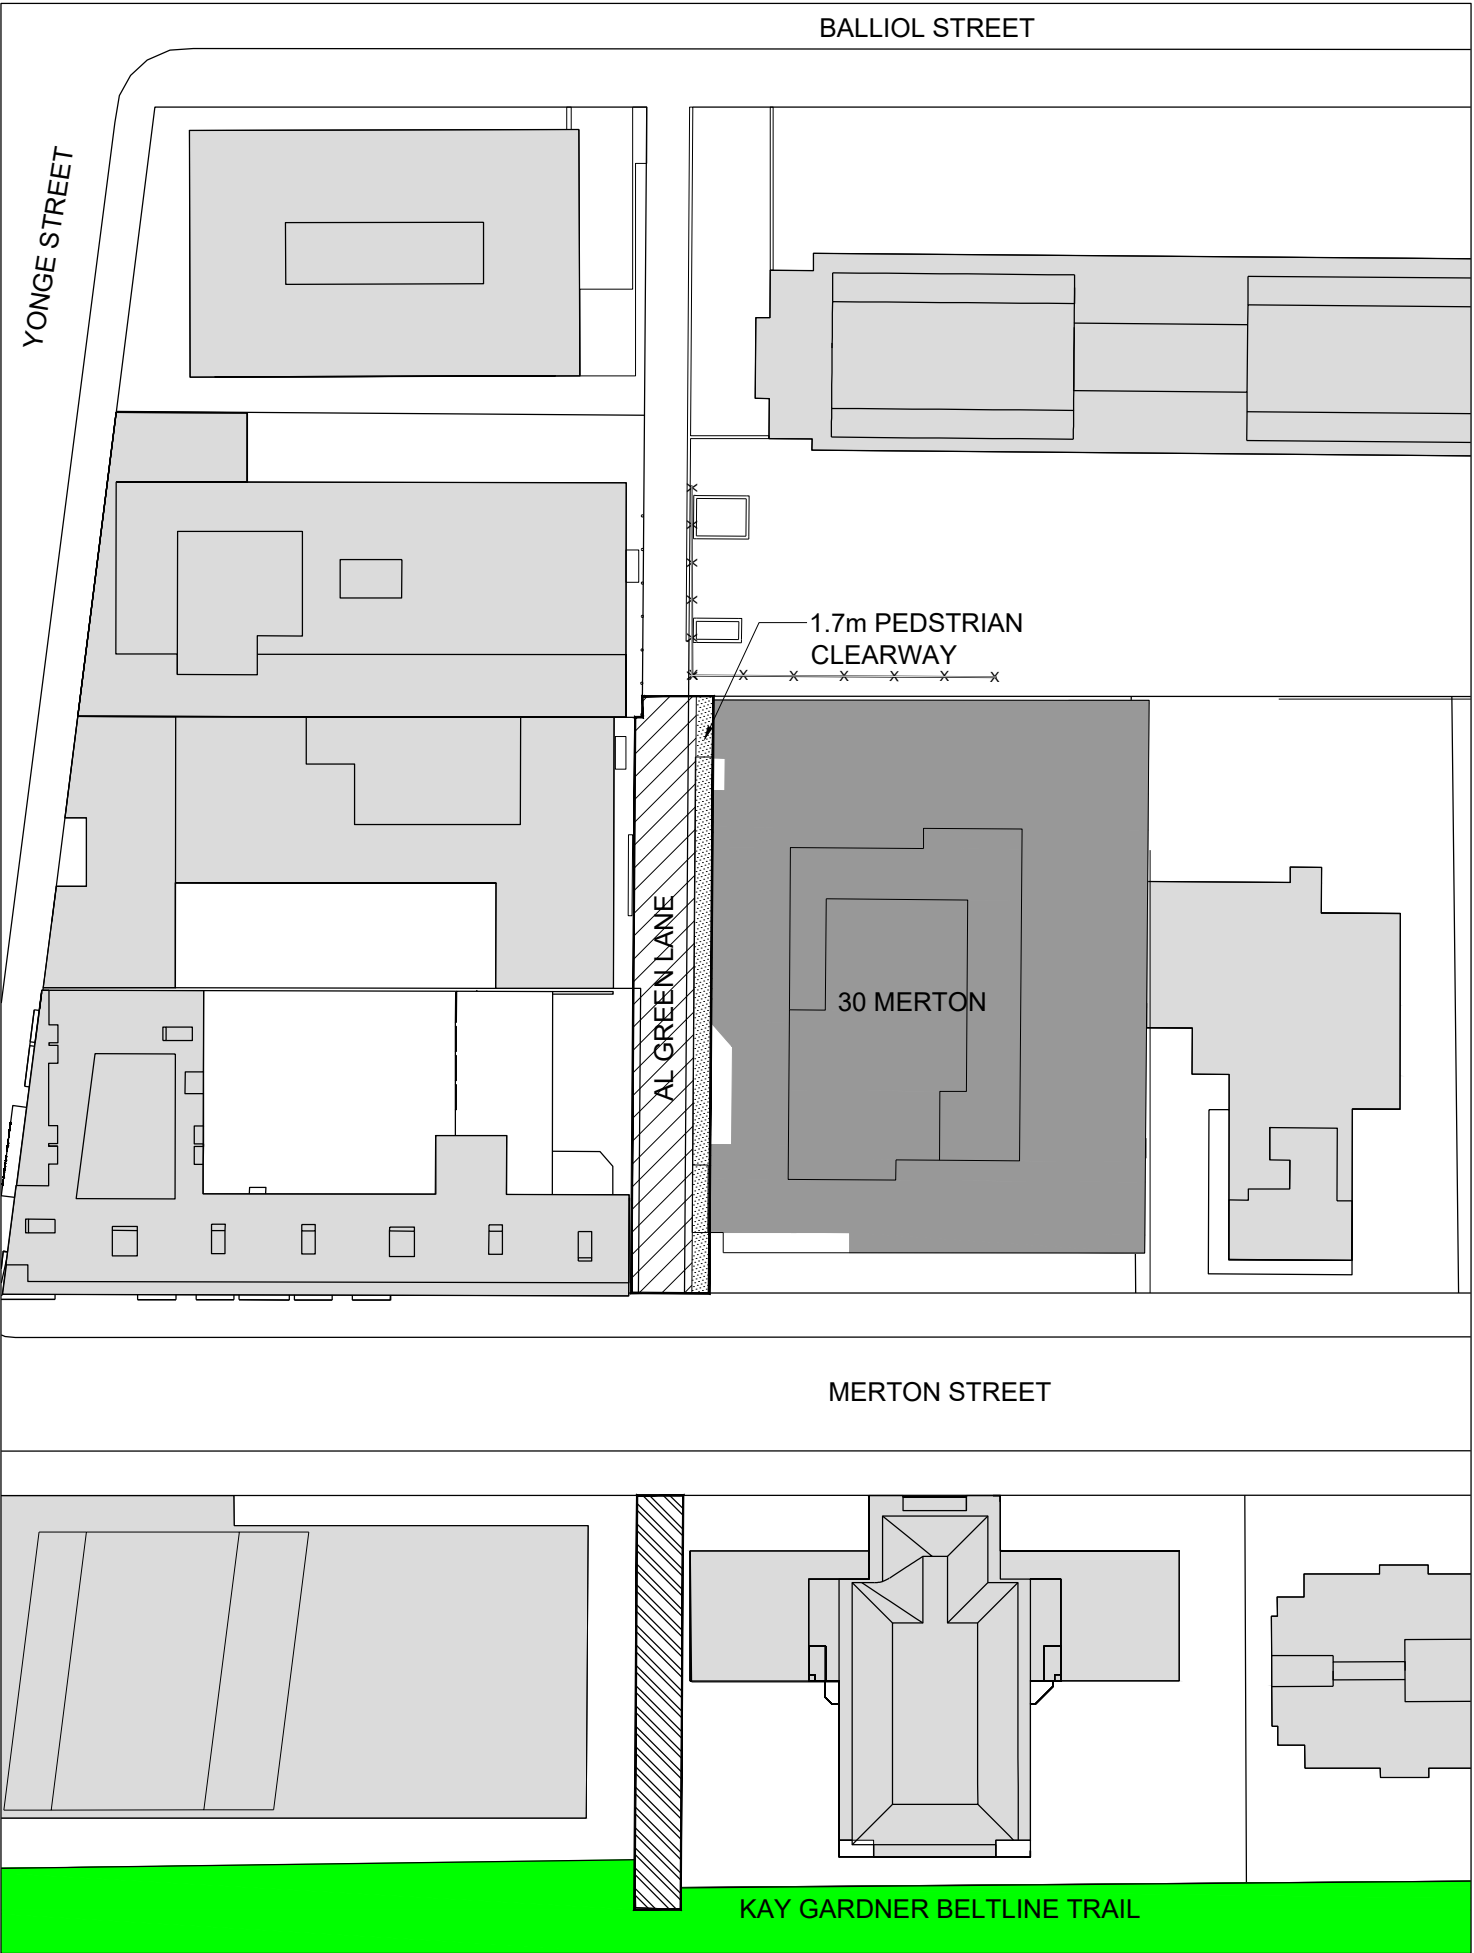 BALLIOL STREET
YONGE STREET
1.7m PEDSTRIAN
CLEARWAY
AL GREEN LANE
30 MERTON
MERTON STREET
KAY GARDNER BELTLINE TRAIL